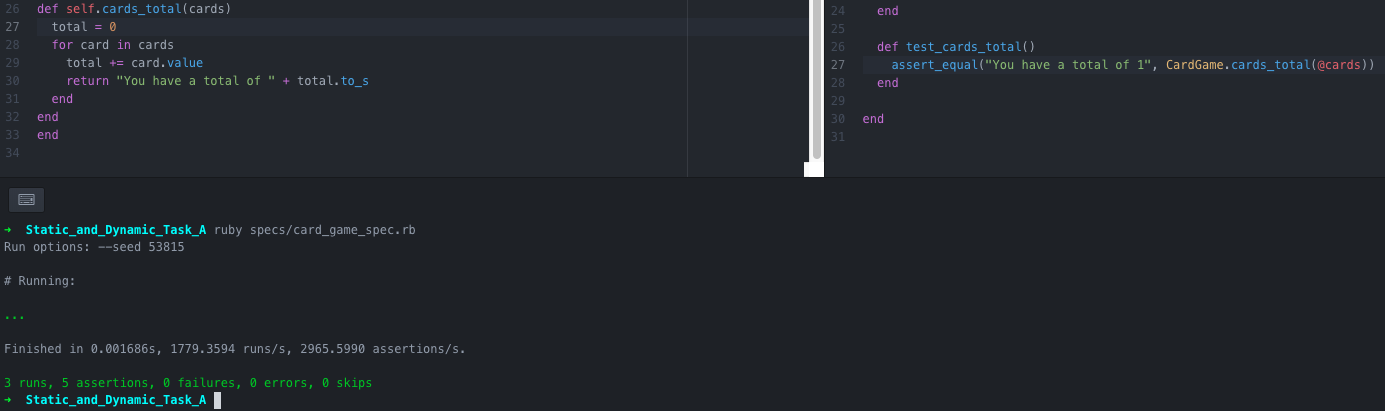 26 def self.cards_total(cards)
27   total = 0
28   for card in cards
29     total += card.value
30     return "You have a total of " + total.to_s
31   end
32 end
33 end
34
24   end
25
26   def test_cards_total()
27     assert_equal("You have a total of 1", CardGame.cards_total(@cards))
28   end
29
30 end
31
➜  Static_and_Dynamic_Task_A ruby specs/card_game_spec.rb
Run options: --seed 53815
# Running:
...
Finished in 0.001686s, 1779.3594 runs/s, 2965.5990 assertions/s.
3 runs, 5 assertions, 0 failures, 0 errors, 0 skips
➜  Static_and_Dynamic_Task_A